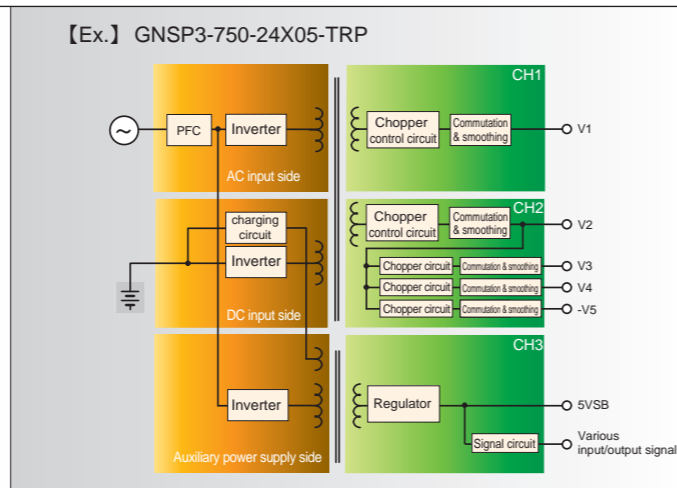 【Ex.】 GNSP3-750-24X05-TRP
CH1
PFC
Inverter
Chopper
control circuit
Commutation
& smoothing
V1
AC input side
CH2
charging
circuit
Inverter
Chopper
control circuit
Commutation
& smoothing
V2
Chopper circuit
Commutation & smoothing
V3
Chopper circuit
Commutation & smoothing
V4
Chopper circuit
Commutation & smoothing
-V5
DC input side
CH3
Inverter
Regulator
5VSB
Signal circuit
Various
input/output signal
Auxiliary power supply side